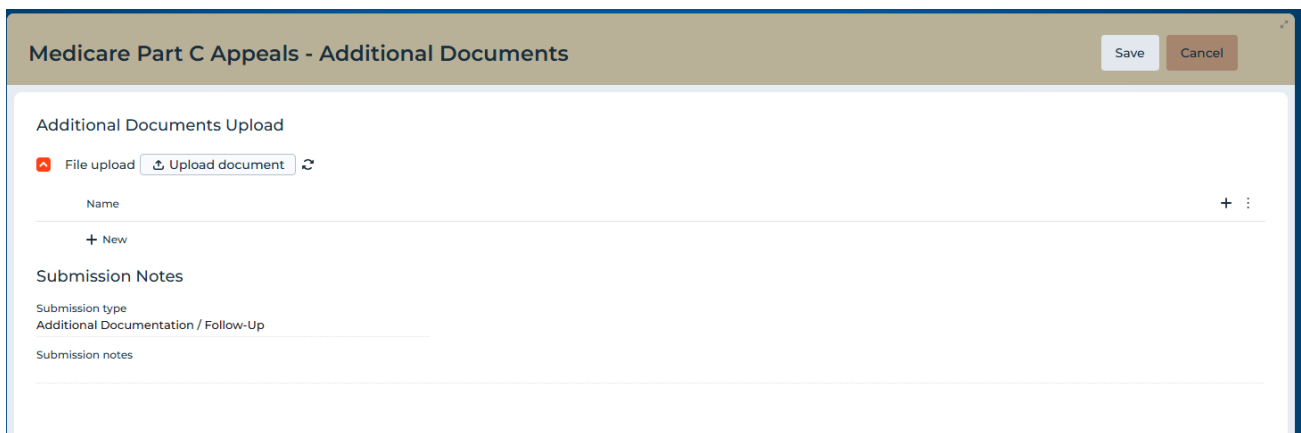 Medicare Part C Appeals - Additional Documents
Save
Cancel
Additional Documents Upload
File upload
Upload document
Name
New
Submission Notes
Submission type
Additional Documentation / Follow-Up
Submission notes